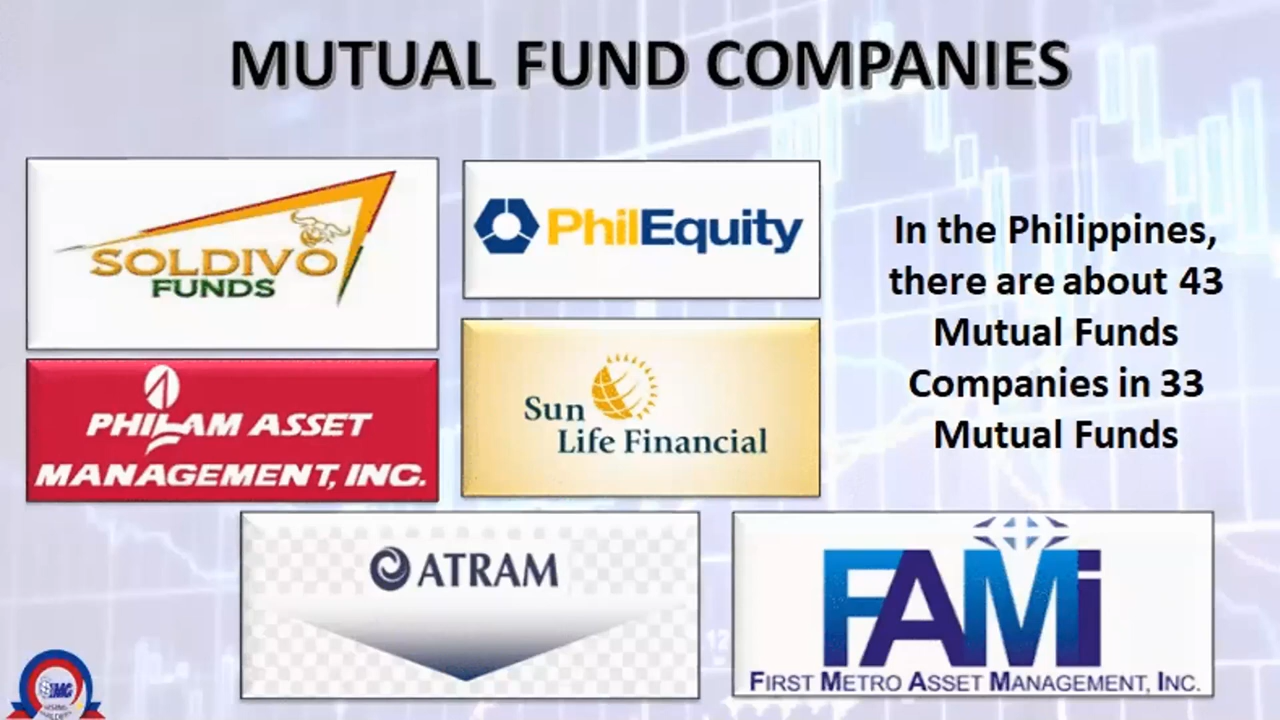 MUTUAL FUND COMPANIES
SOLDIVO
FUNDS
PhilEquity
In the Philippines,
there are about 43
Mutual Funds
Companies in 33
Mutual Funds
PHILAM ASSET
MANAGEMENT, INC.
Sun
Life Financial
ATRAM
FAMi
FIRST METRO ASSET MANAGEMENT, INC.
IMG